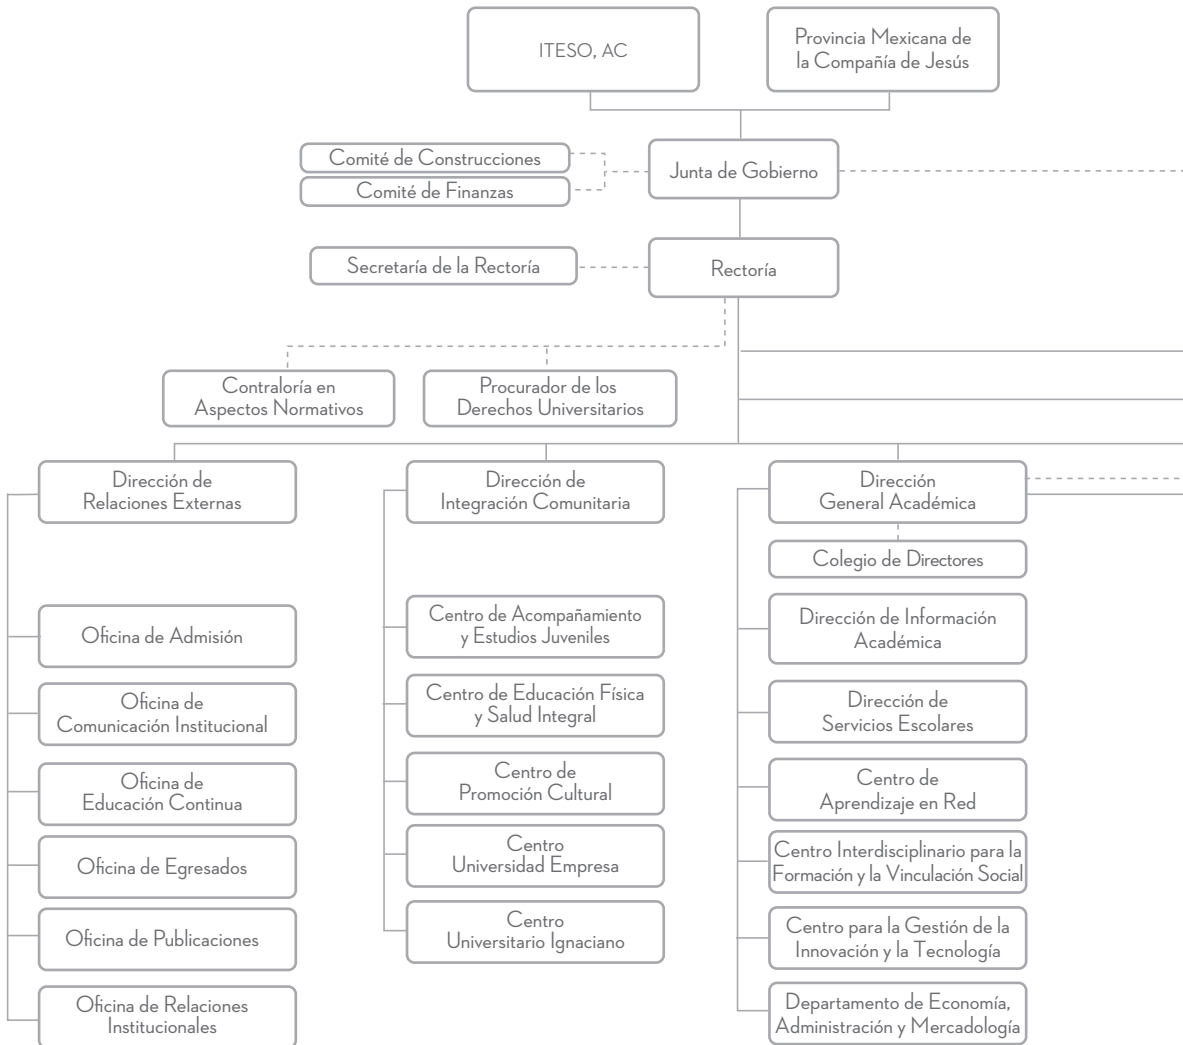 ITESO, AC
Provincia Mexicana de
la Compañía de Jesús
Comité de Construcciones
Comité de Finanzas
Junta de Gobierno
Secretaría de la Rectoría
Rectoría
Contraloría en
Aspectos Normativos
Procurador de los
Derechos Universitarios
Dirección de
Relaciones Externas
Oficina de Admisión
Oficina de
Comunicación Institucional
Oficina de
Educación Continua
Oficina de Egresados
Oficina de Publicaciones
Oficina de Relaciones
Institucionales
Dirección de
Integración Comunitaria
Centro de Acompañamiento
y Estudios Juveniles
Centro de Educación Física
y Salud Integral
Centro de
Promoción Cultural
Centro
Universidad Empresa
Centro
Universitario Ignaciano
Dirección
General Académica
Colegio de Directores
Dirección de Información
Académica
Dirección de
Servicios Escolares
Centro de
Aprendizaje en Red
Centro Interdisciplinario para la
Formación y la Vinculación Social
Centro para la Gestión de la
Innovación y la Tecnología
Departamento de Economía,
Administración y Mercadología